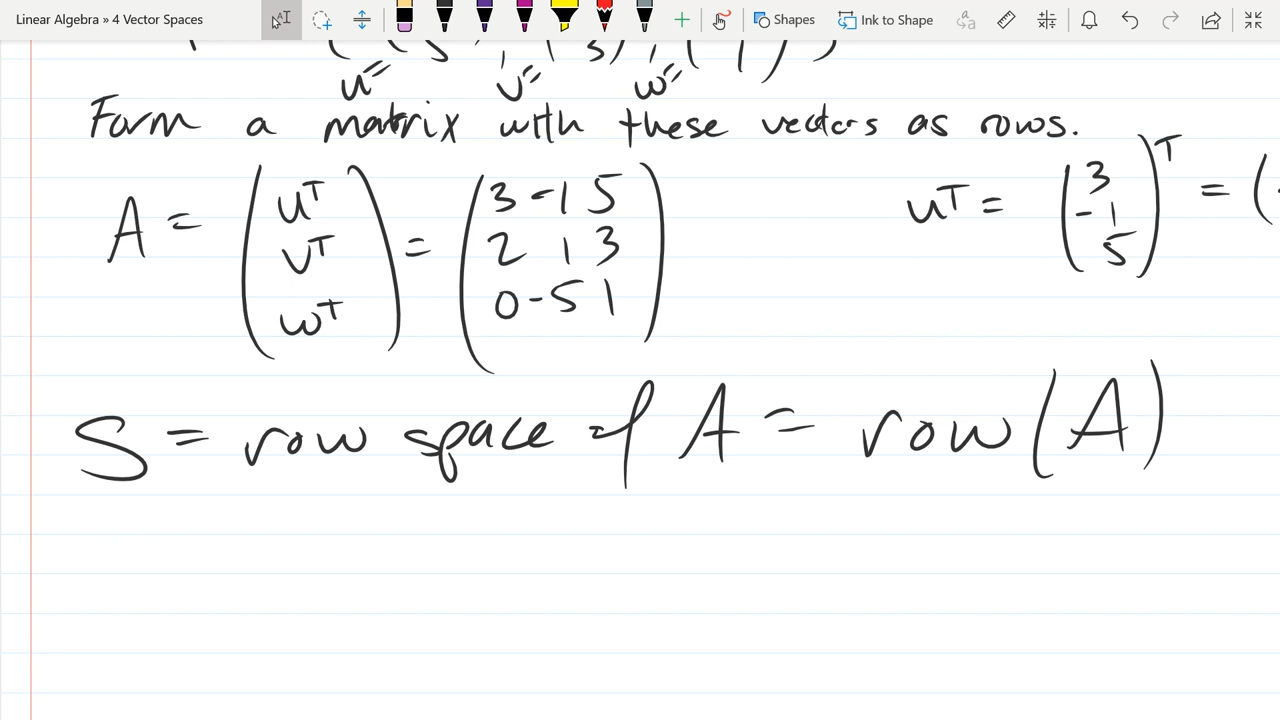 Linear Algebra » 4 Vector Spaces
Shapes
Ink to Shape
u= v= w=
Form a matrix with these vectors as rows.
A = (uᵀ vᵀ wᵀ) = (3 -1 5
2 1 3
0 -5 1)
uᵀ = (3 -1 5)ᵀ = (
S = row space of A = row(A)